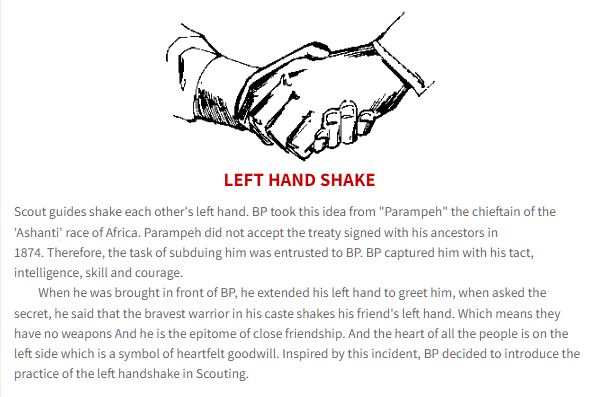 LEFT HAND SHAKE
Scout guides shake each other's left hand. BP took this idea from "Parampeh" the chieftain of the
'Ashanti' race of Africa. Parampeh did not accept the treaty signed with his ancestors in
1874. Therefore, the task of subduing him was entrusted to BP. BP captured him with his tact,
intelligence, skill and courage.
When he was brought in front of BP, he extended his left hand to greet him, when asked the
secret, he said that the bravest warrior in his caste shakes his friend's left hand. Which means they
have no weapons And he is the epitome of close friendship. And the heart of all the people is on the
left side which is a symbol of heartfelt goodwill. Inspired by this incident, BP decided to introduce the
practice of the left handshake in Scouting.